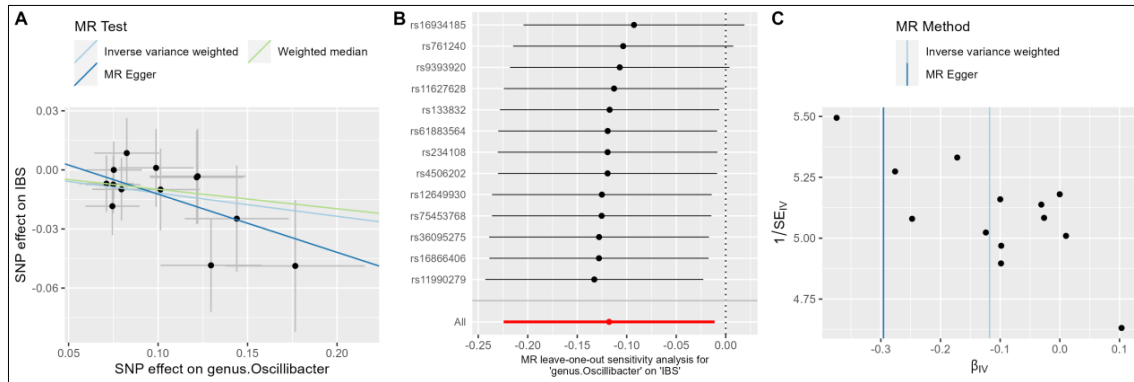 A
MR Test
Inverse variance weighted
Weighted median
MR Egger
0.03
0.00
-0.03
-0.06
SNP effect on IBS
0.05
0.10
0.15
0.20
SNP effect on genus.Oscillibacter
B
rs16934185
rs761240
rs9393920
rs11627628
rs133832
rs61883564
rs234108
rs4506202
rs12649930
rs75453768
rs36095275
rs16866406
rs11990279
All
-0.25
-0.20
-0.15
-0.10
-0.05
0.00
MR leave-one-out sensitivity analysis for
'genus.Oscillibacter' on 'IBS'
C
MR Method
Inverse variance weighted
MR Egger
5.50
5.25
5.00
4.75
1/SE_IV
-0.3
-0.2
-0.1
0.0
0.1
β_IV